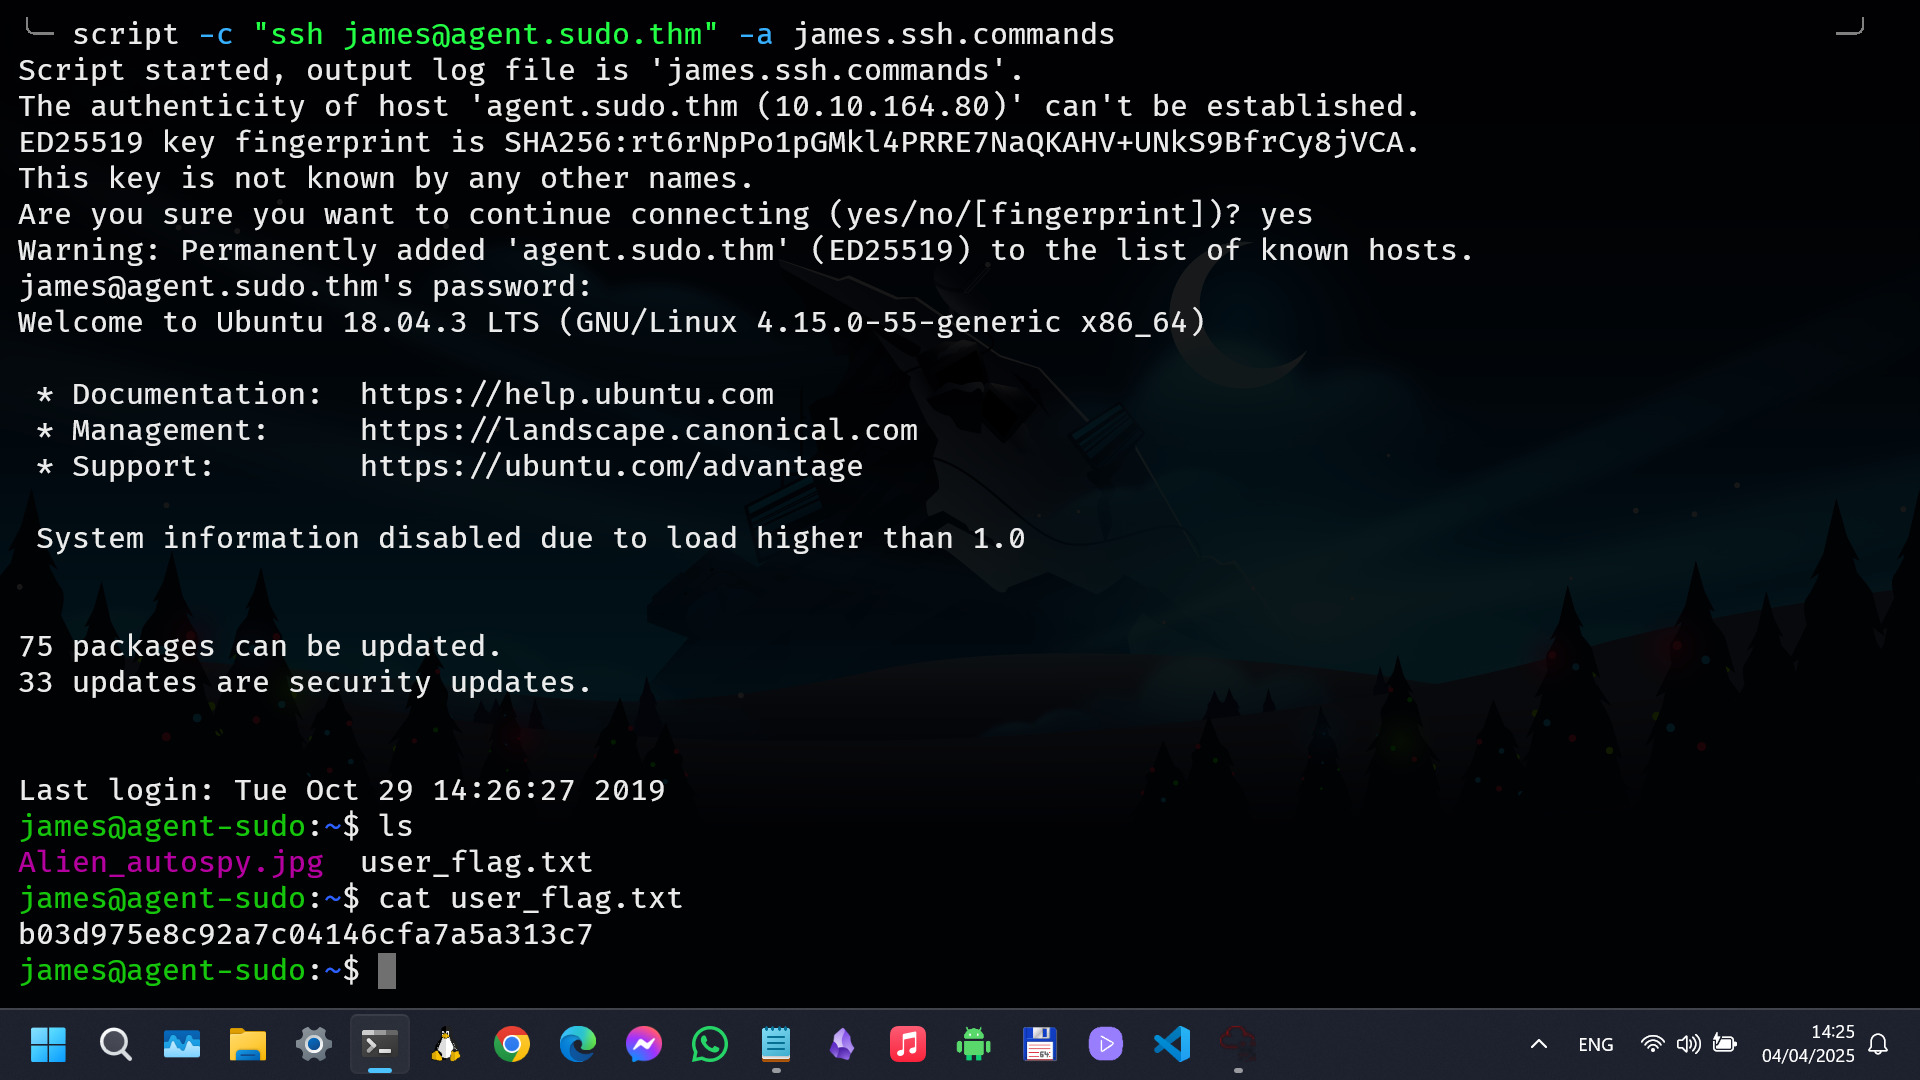 script -c "ssh james@agent.sudo.thm" -a james.ssh.commands
Script started, output log file is 'james.ssh.commands'.
The authenticity of host 'agent.sudo.thm (10.10.164.80)' can't be established.
ED25519 key fingerprint is SHA256:rt6rNpPo1pGMkl4PRRE7NaQKAHV+UNkS9BfrCy8jVCA.
This key is not known by any other names.
Are you sure you want to continue connecting (yes/no/[fingerprint])? yes
Warning: Permanently added 'agent.sudo.thm' (ED25519) to the list of known hosts.
james@agent.sudo.thm's password:
Welcome to Ubuntu 18.04.3 LTS (GNU/Linux 4.15.0-55-generic x86_64)
* Documentation:  https://help.ubuntu.com
* Management:     https://landscape.canonical.com
* Support:        https://ubuntu.com/advantage
System information disabled due to load higher than 1.0
75 packages can be updated.
33 updates are security updates.
Last login: Tue Oct 29 14:26:27 2019
james@agent-sudo:~$ ls
Alien_autospy.jpg  user_flag.txt
james@agent-sudo:~$ cat user_flag.txt
b03d975e8c92a7c04146cfa7a5a313c7
james@agent-sudo:~$
64
ENG
14:25
04/04/2025